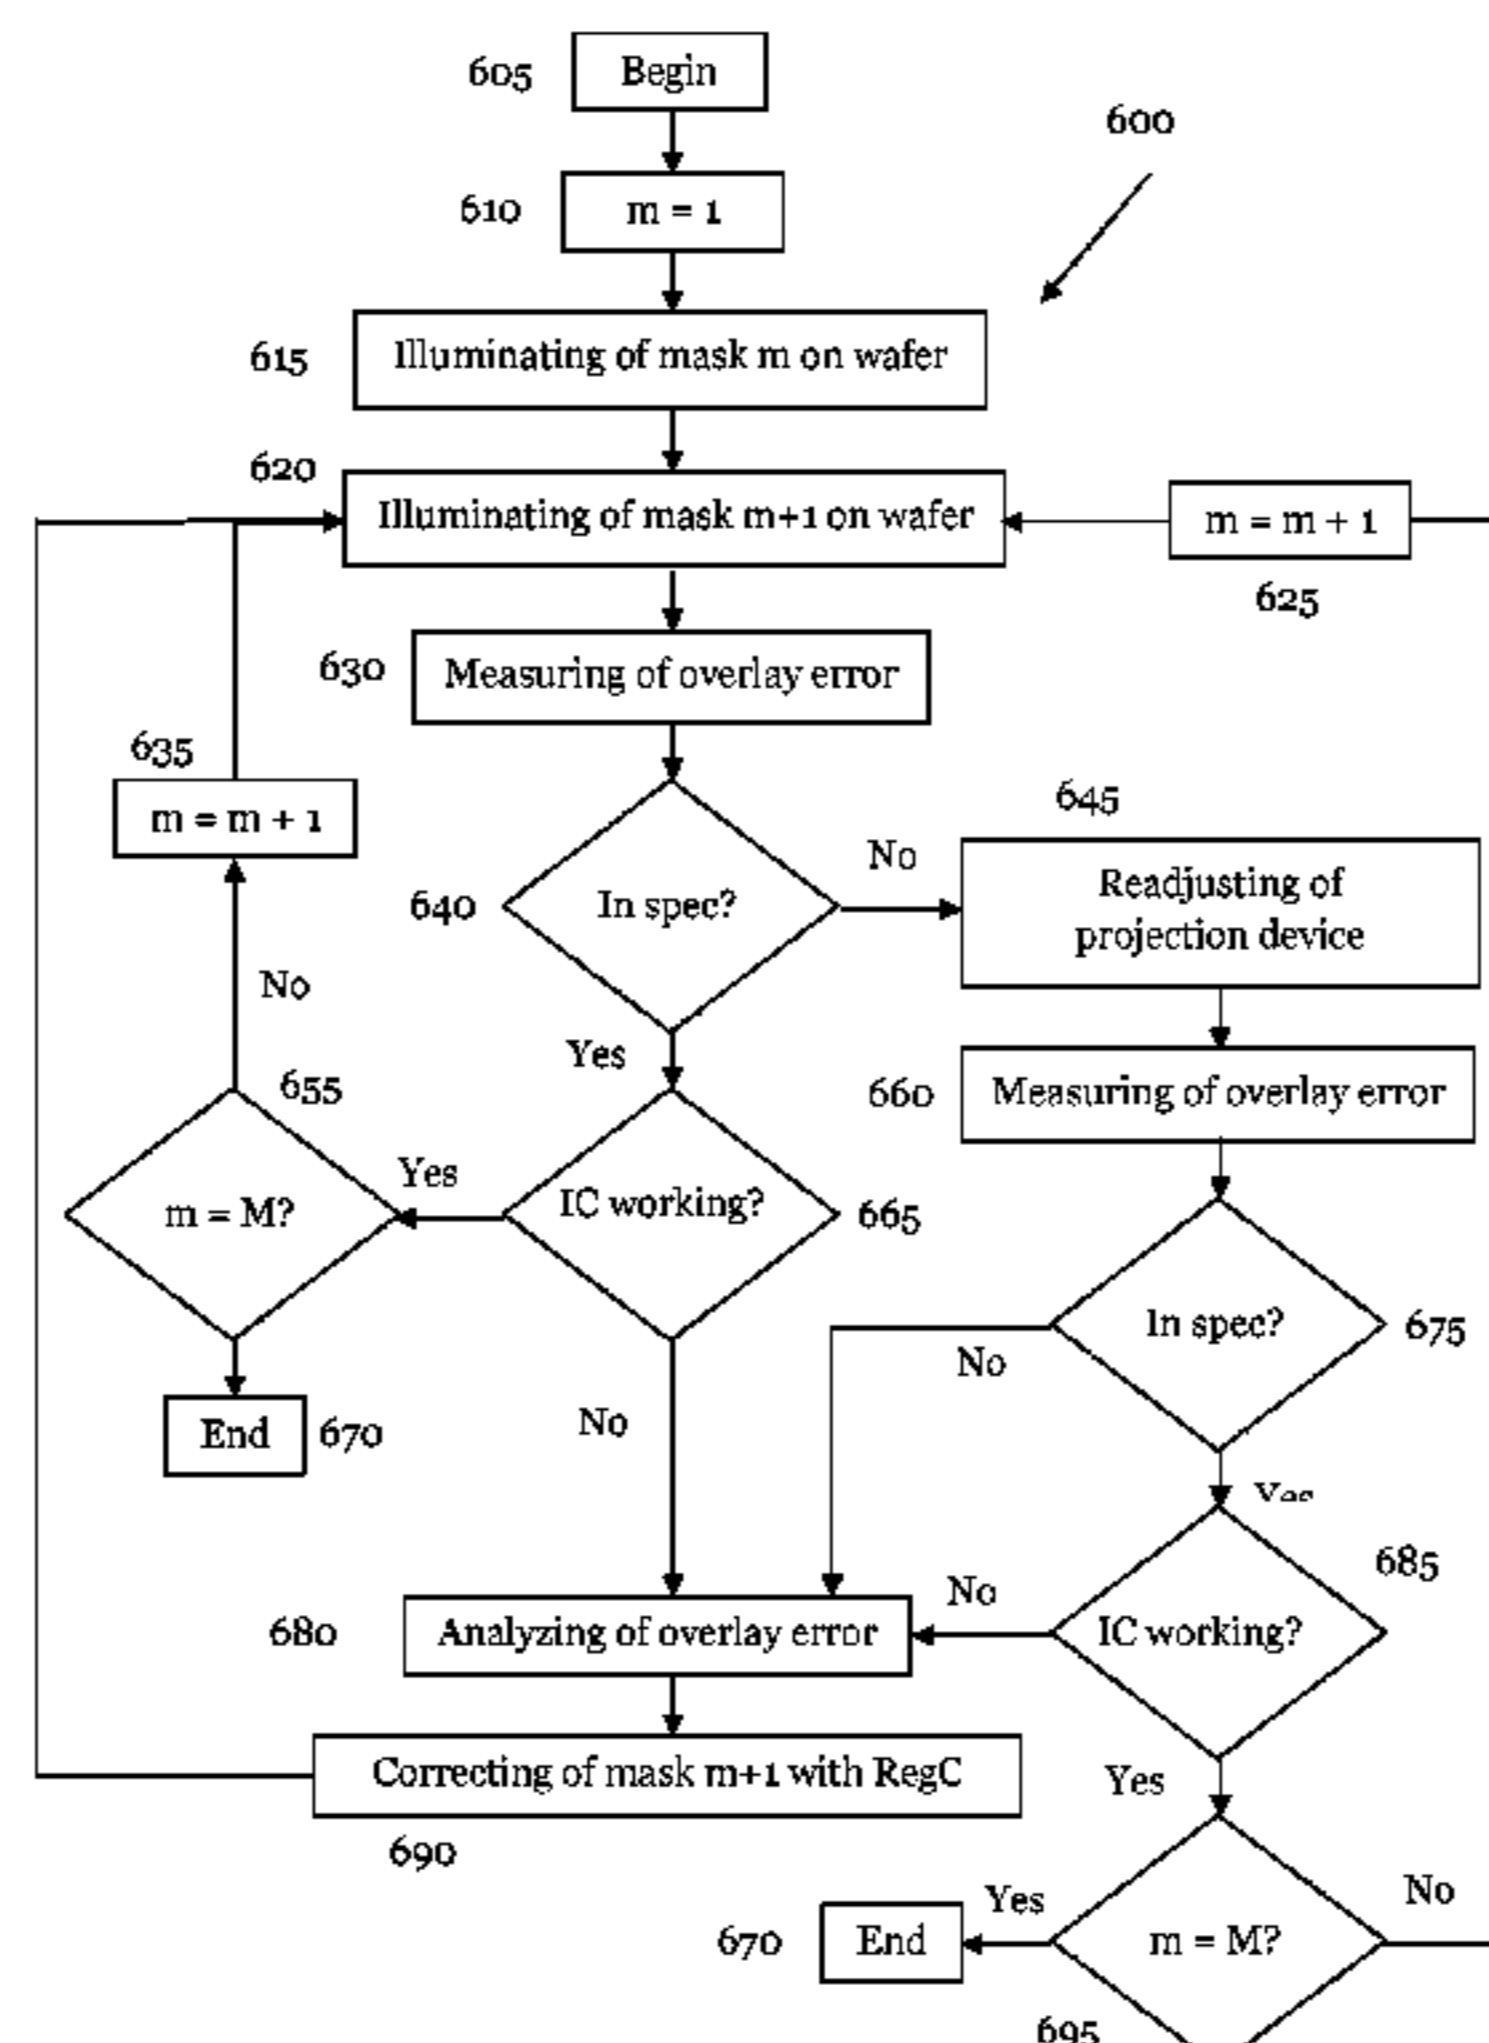 605
Begin
600
610
m = 1
615
Illuminating of mask m on wafer
620
Illuminating of mask m+1 on wafer
m = m + 1
625
630
Measuring of overlay error
635
m = m + 1
645
No
Readjusting of
projection device
640
In spec?
No
Yes
655
660
Measuring of overlay error
Yes
m = M?
IC working?
665
In spec?
675
No
No
End
670
Yes
685
No
680
Analyzing of overlay error
IC working?
Correcting of mask m+1 with RegC
Yes
690
Yes
No
670
End
m = M?
695